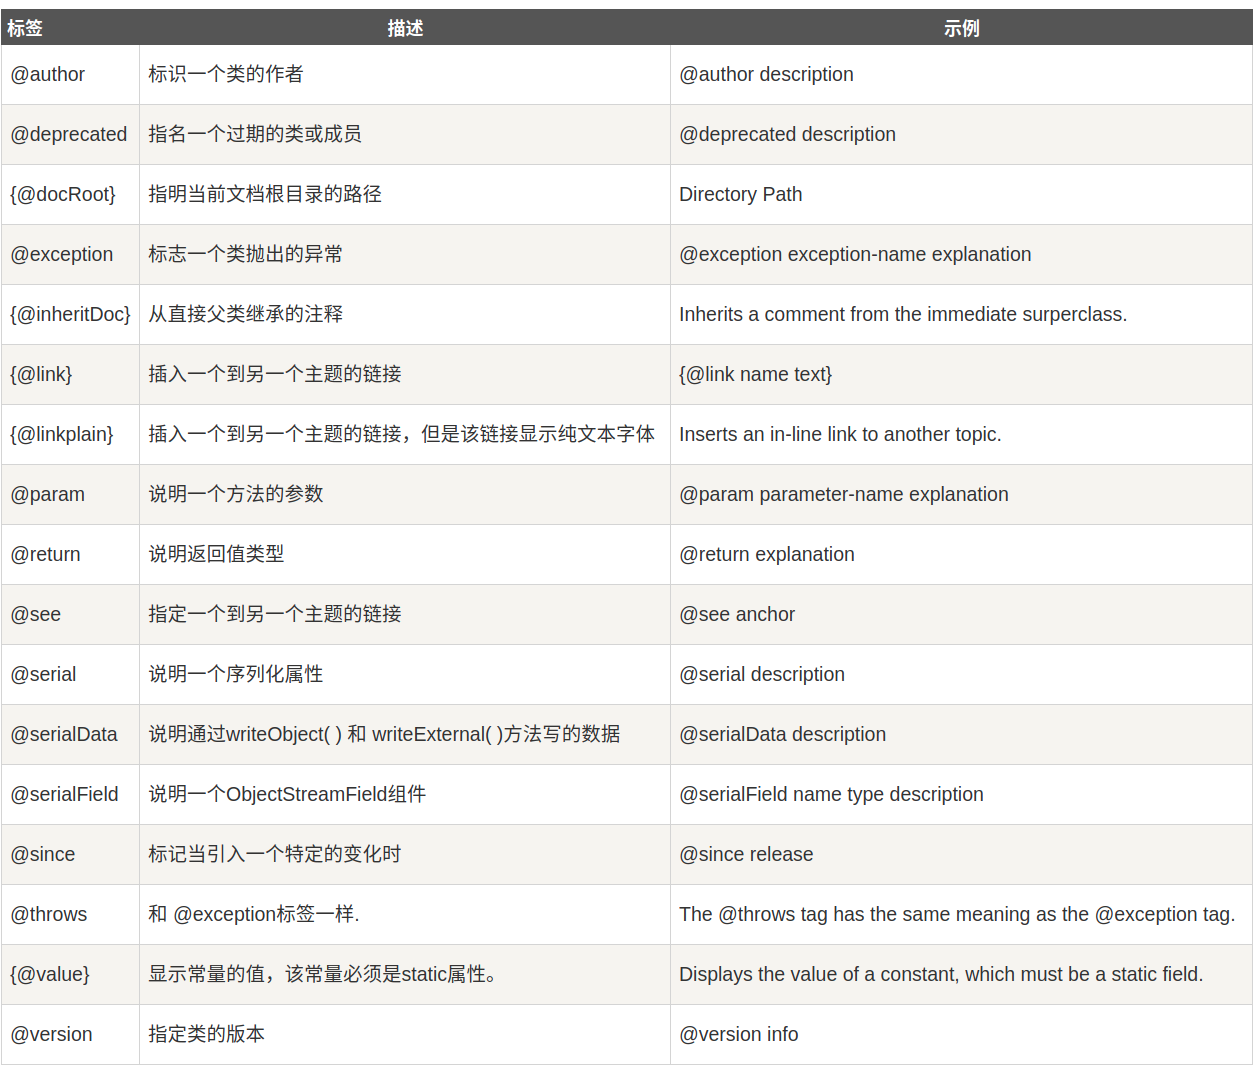 标签 描述 示例
@author 标识一个类的作者 @author description
@deprecated 指名一个过期的类或成员 @deprecated description
{@docRoot} 指明当前文档根目录的路径 Directory Path
@exception 标志一个类抛出的异常 @exception exception-name explanation
{@inheritDoc} 从直接父类继承的注释 Inherits a comment from the immediate surperclass.
{@link} 插入一个到另一个主题的链接 {@link name text}
{@linkplain} 插入一个到另一个主题的链接，但是该链接显示纯文本字体 Inserts an in-line link to another topic.
@param 说明一个方法的参数 @param parameter-name explanation
@return 说明返回值类型 @return explanation
@see 指定一个到另一个主题的链接 @see anchor
@serial 说明一个序列化属性 @serial description
@serialData 说明通过writeObject( ) 和 writeExternal( )方法写的数据 @serialData description
@serialField 说明一个ObjectStreamField组件 @serialField name type description
@since 标记当引入一个特定的变化时 @since release
@throws 和 @exception标签一样. The @throws tag has the same meaning as the @exception tag.
{@value} 显示常量的值，该常量必须是static属性。 Displays the value of a constant, which must be a static field.
@version 指定类的版本 @version info